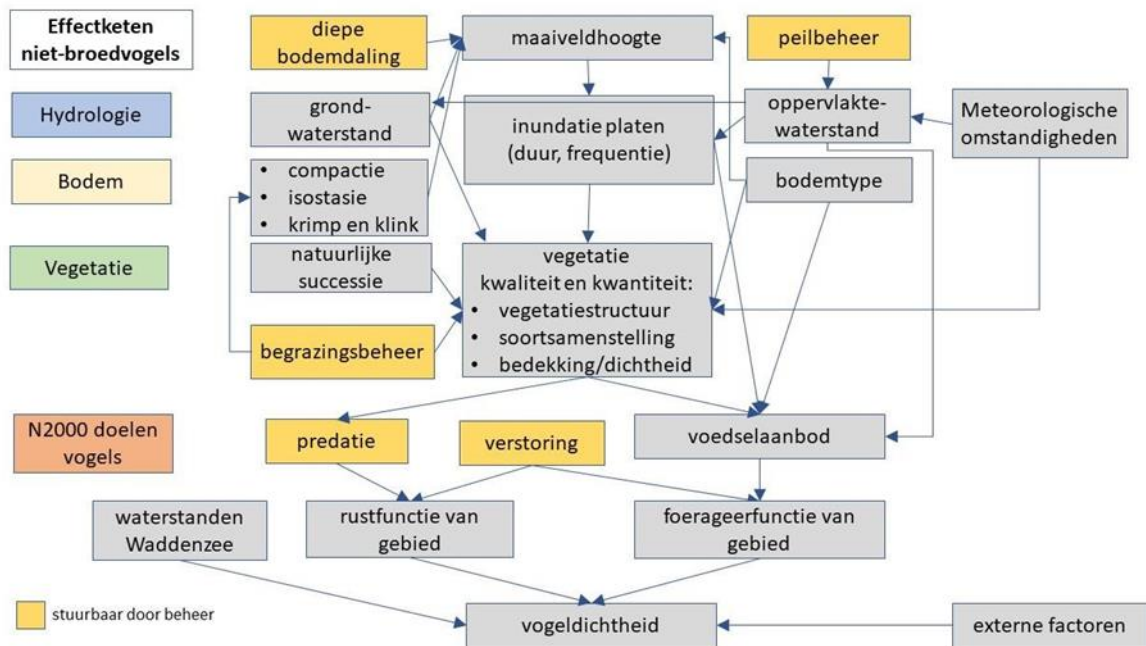 Effectketen
niet-broedvogels
Hydrologie
Bodem
Vegetatie
N2000 doelen
vogels
diepe
bodemdaling
maaiveldhoogte
peilbeheer
grond-
waterstand
inundatie platen
(duur, frequentie)
oppervlakte-
waterstand
Meteorologische
omstandigheden
• compactie
• isostasie
• krimp en klink
bodemtype
natuurlijke
successie
vegetatie
kwaliteit en kwantiteit:
• vegetatiestructuur
• soortsamenstelling
• bedekking/dichtheid
begrazingsbeheer
predatie
verstoring
voedselaanbod
waterstanden
Waddenzee
rustfunctie van
gebied
foerageerfunctie van
gebied
stuurbaar door beheer
vogeldichtheid
externe factoren